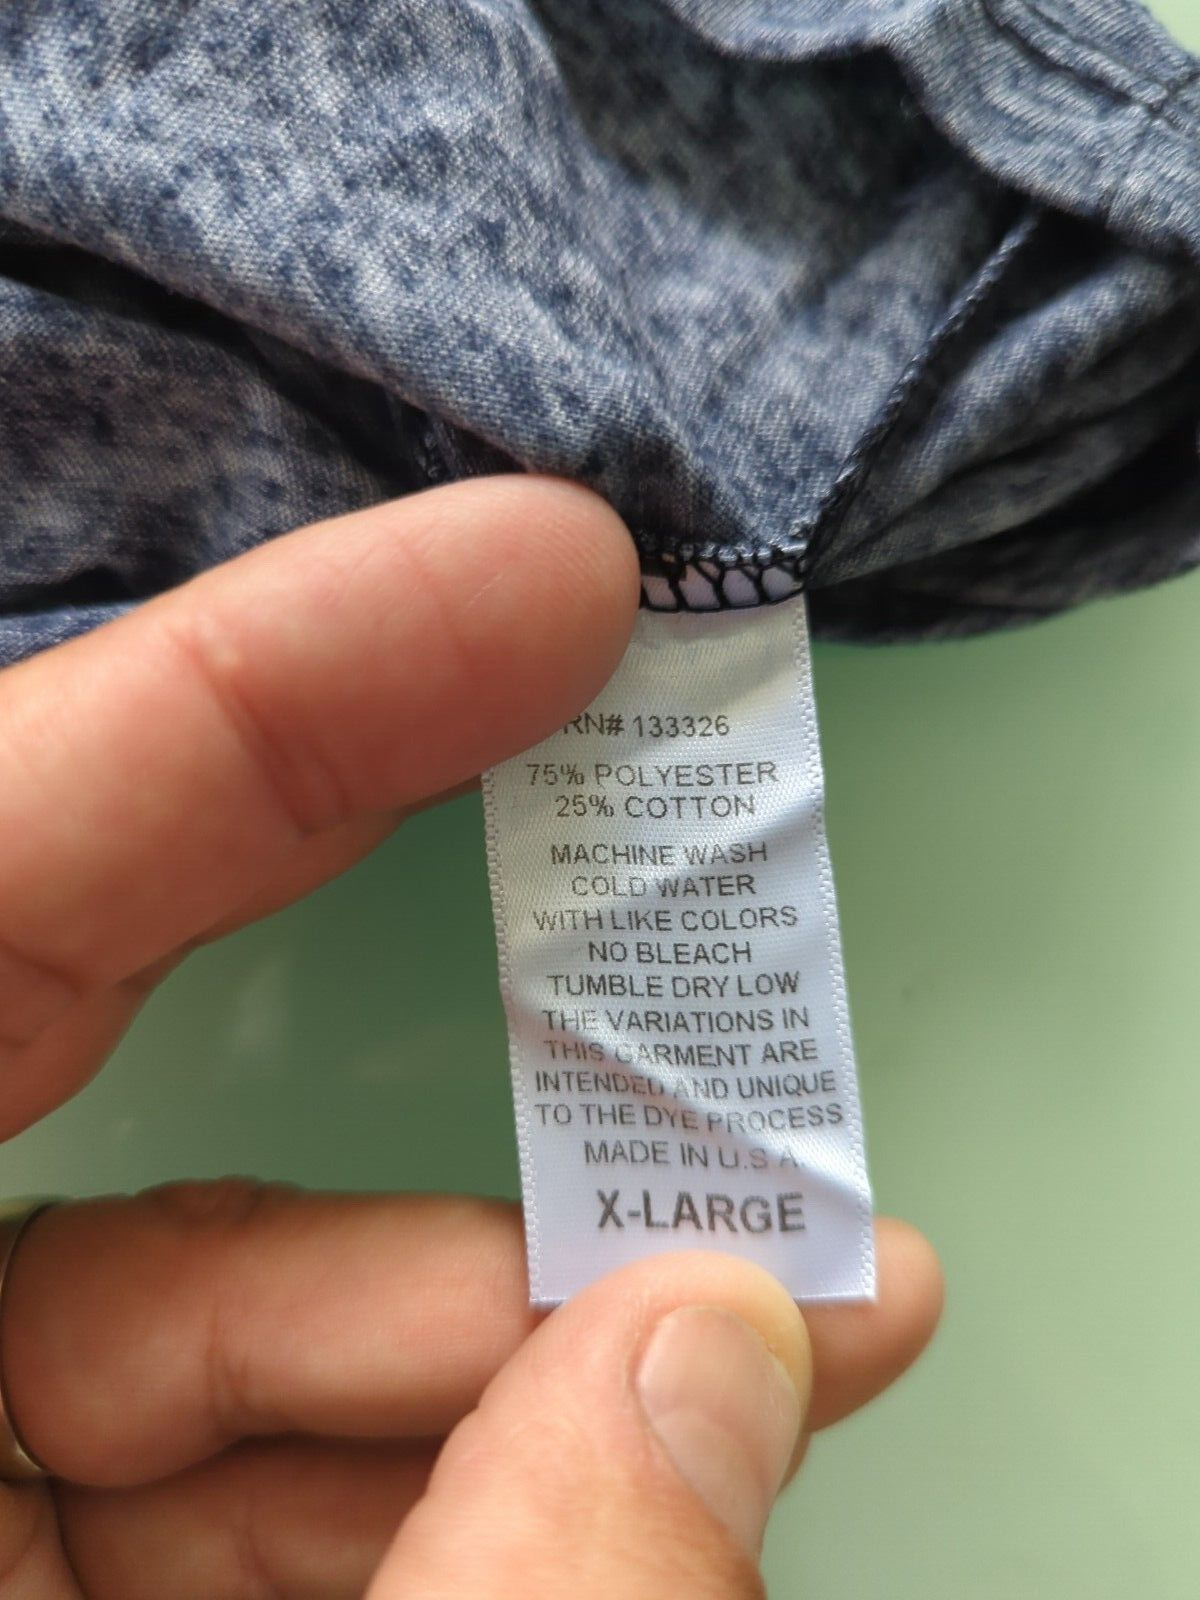 RN# 133326
75% POLYESTER
25% COTTON
MACHINE WASH
COLD WATER
WITH LIKE COLORS
NO BLEACH
TUMBLE DRY LOW
THE VARIATIONS IN
THIS GARMENT ARE
INTENDED AND UNIQUE
TO THE DYE PROCESS
MADE IN U.S.A.
X-LARGE